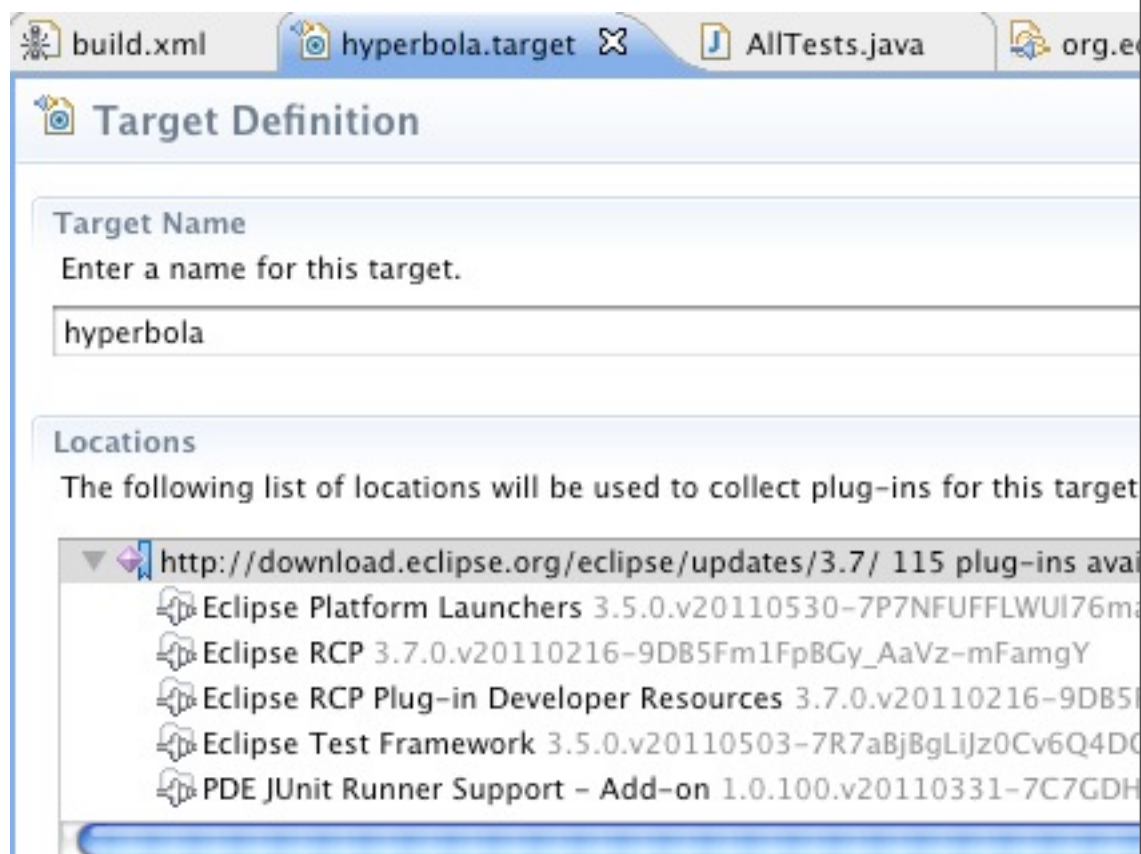 build.xml hyperbola.target AllTests.java
Target Definition
Target Name
Enter a name for this target.
hyperbola
Locations
The following list of locations will be used to collect plug-ins for this target
http://download.eclipse.org/eclipse/updates/3.7/ 115 plug-ins
Eclipse Platform Launchers 3.5.0.v20110530-7P7NFUFFLWUl76ma
Eclipse RCP 3.7.0.v20110216-9DB5Fm1FpBGy_AaVz-mFamgY
Eclipse RCP Plug-in Developer Resources 3.7.0.v20110216-9DB5
Eclipse Test Framework 3.5.0.v20110503-7R7aBjBgLiJz0Cv6Q4D
PDE JUnit Runner Support - Add-on 1.0.100.v20110331-7C7GDH